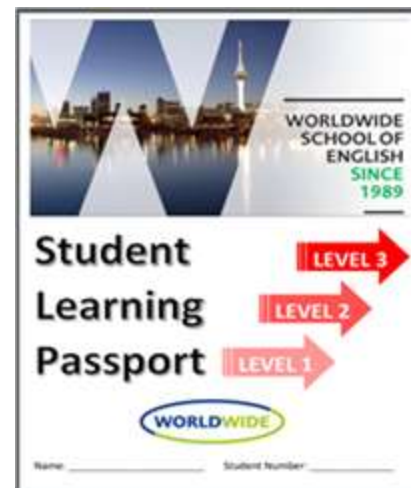 WORLDWIDE
SCHOOL OF
ENGLISH
SINCE
1989
Student
LEVEL 3
Learning
LEVEL 2
Passport
LEVEL 1
WORLDWIDE
Name: Student Number: